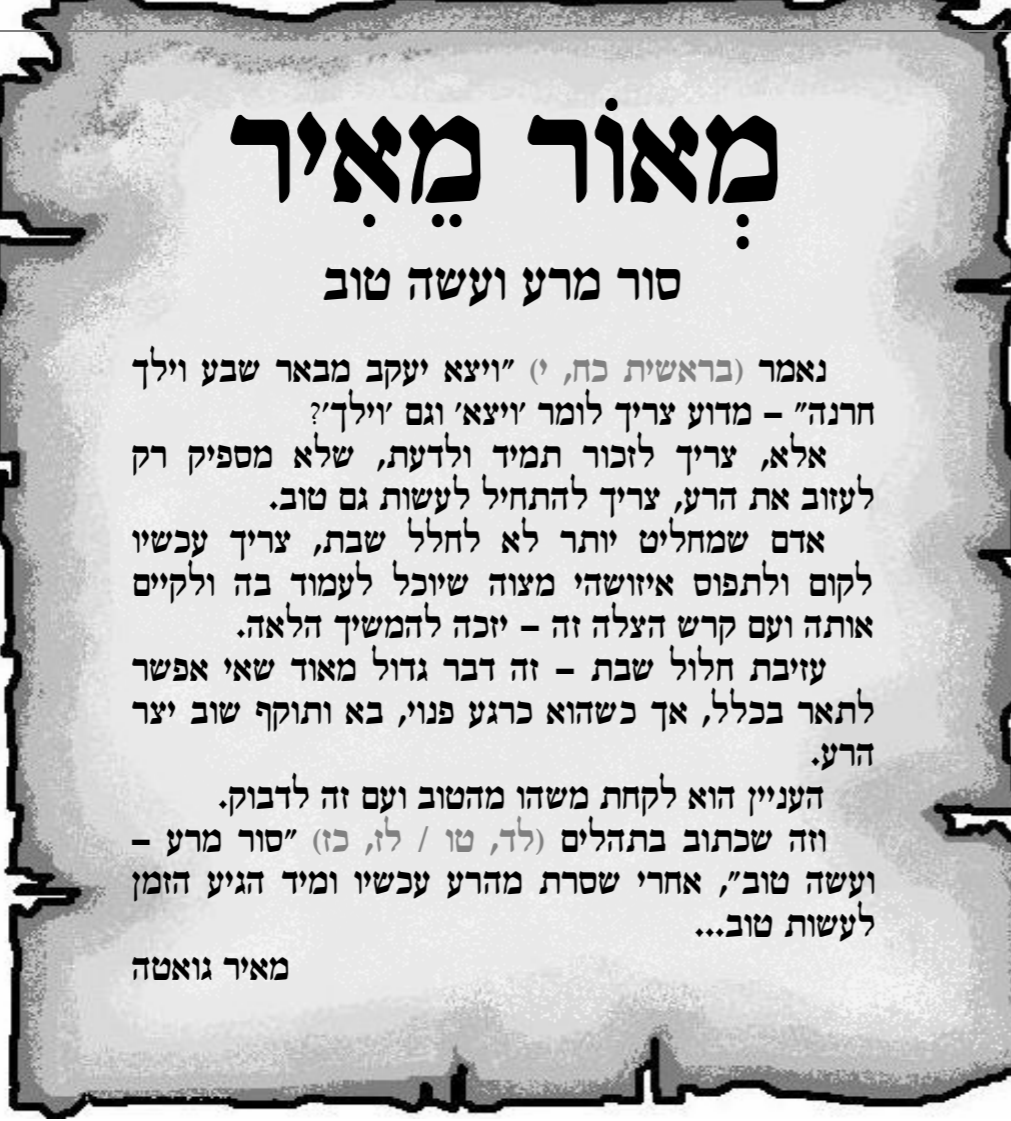 מְאוֹר מֵאִיר
סור מרע ועשה טוב
נאמר (בראשית כח, י) "ויצא יעקב מבאר שבע וילך
חרנה" – מדוע צריך לומר 'ויצא' וגם 'וילך'?
אלא, צריך לזכור תמיד ולדעת, שלא מספיק רק
לעזוב את הרע, צריך להתחיל לעשות גם טוב.
אדם שמחליט יותר לא לחלל שבת, צריך עכשיו
לקום ולתפוס איזושהי מצוה שיוכל לעמוד בה ולקיים
אותה ועם קרש הצלה זה – יזכה להמשיך הלאה.
עזיבת חלול שבת – זה דבר גדול מאוד שאי אפשר
לתאר בכלל, אך כשהוא כרגע פנוי, בא ותוקף שוב יצר
הרע.
העניין הוא לקחת משהו מהטוב ועם זה לדבוק.
וזה שכתוב בתהלים (לד, טו / לז, כז) "סור מרע –
ועשה טוב", אחרי שסרת מהרע עכשיו ומיד הגיע הזמן
לעשות טוב...
מאיר גואטה